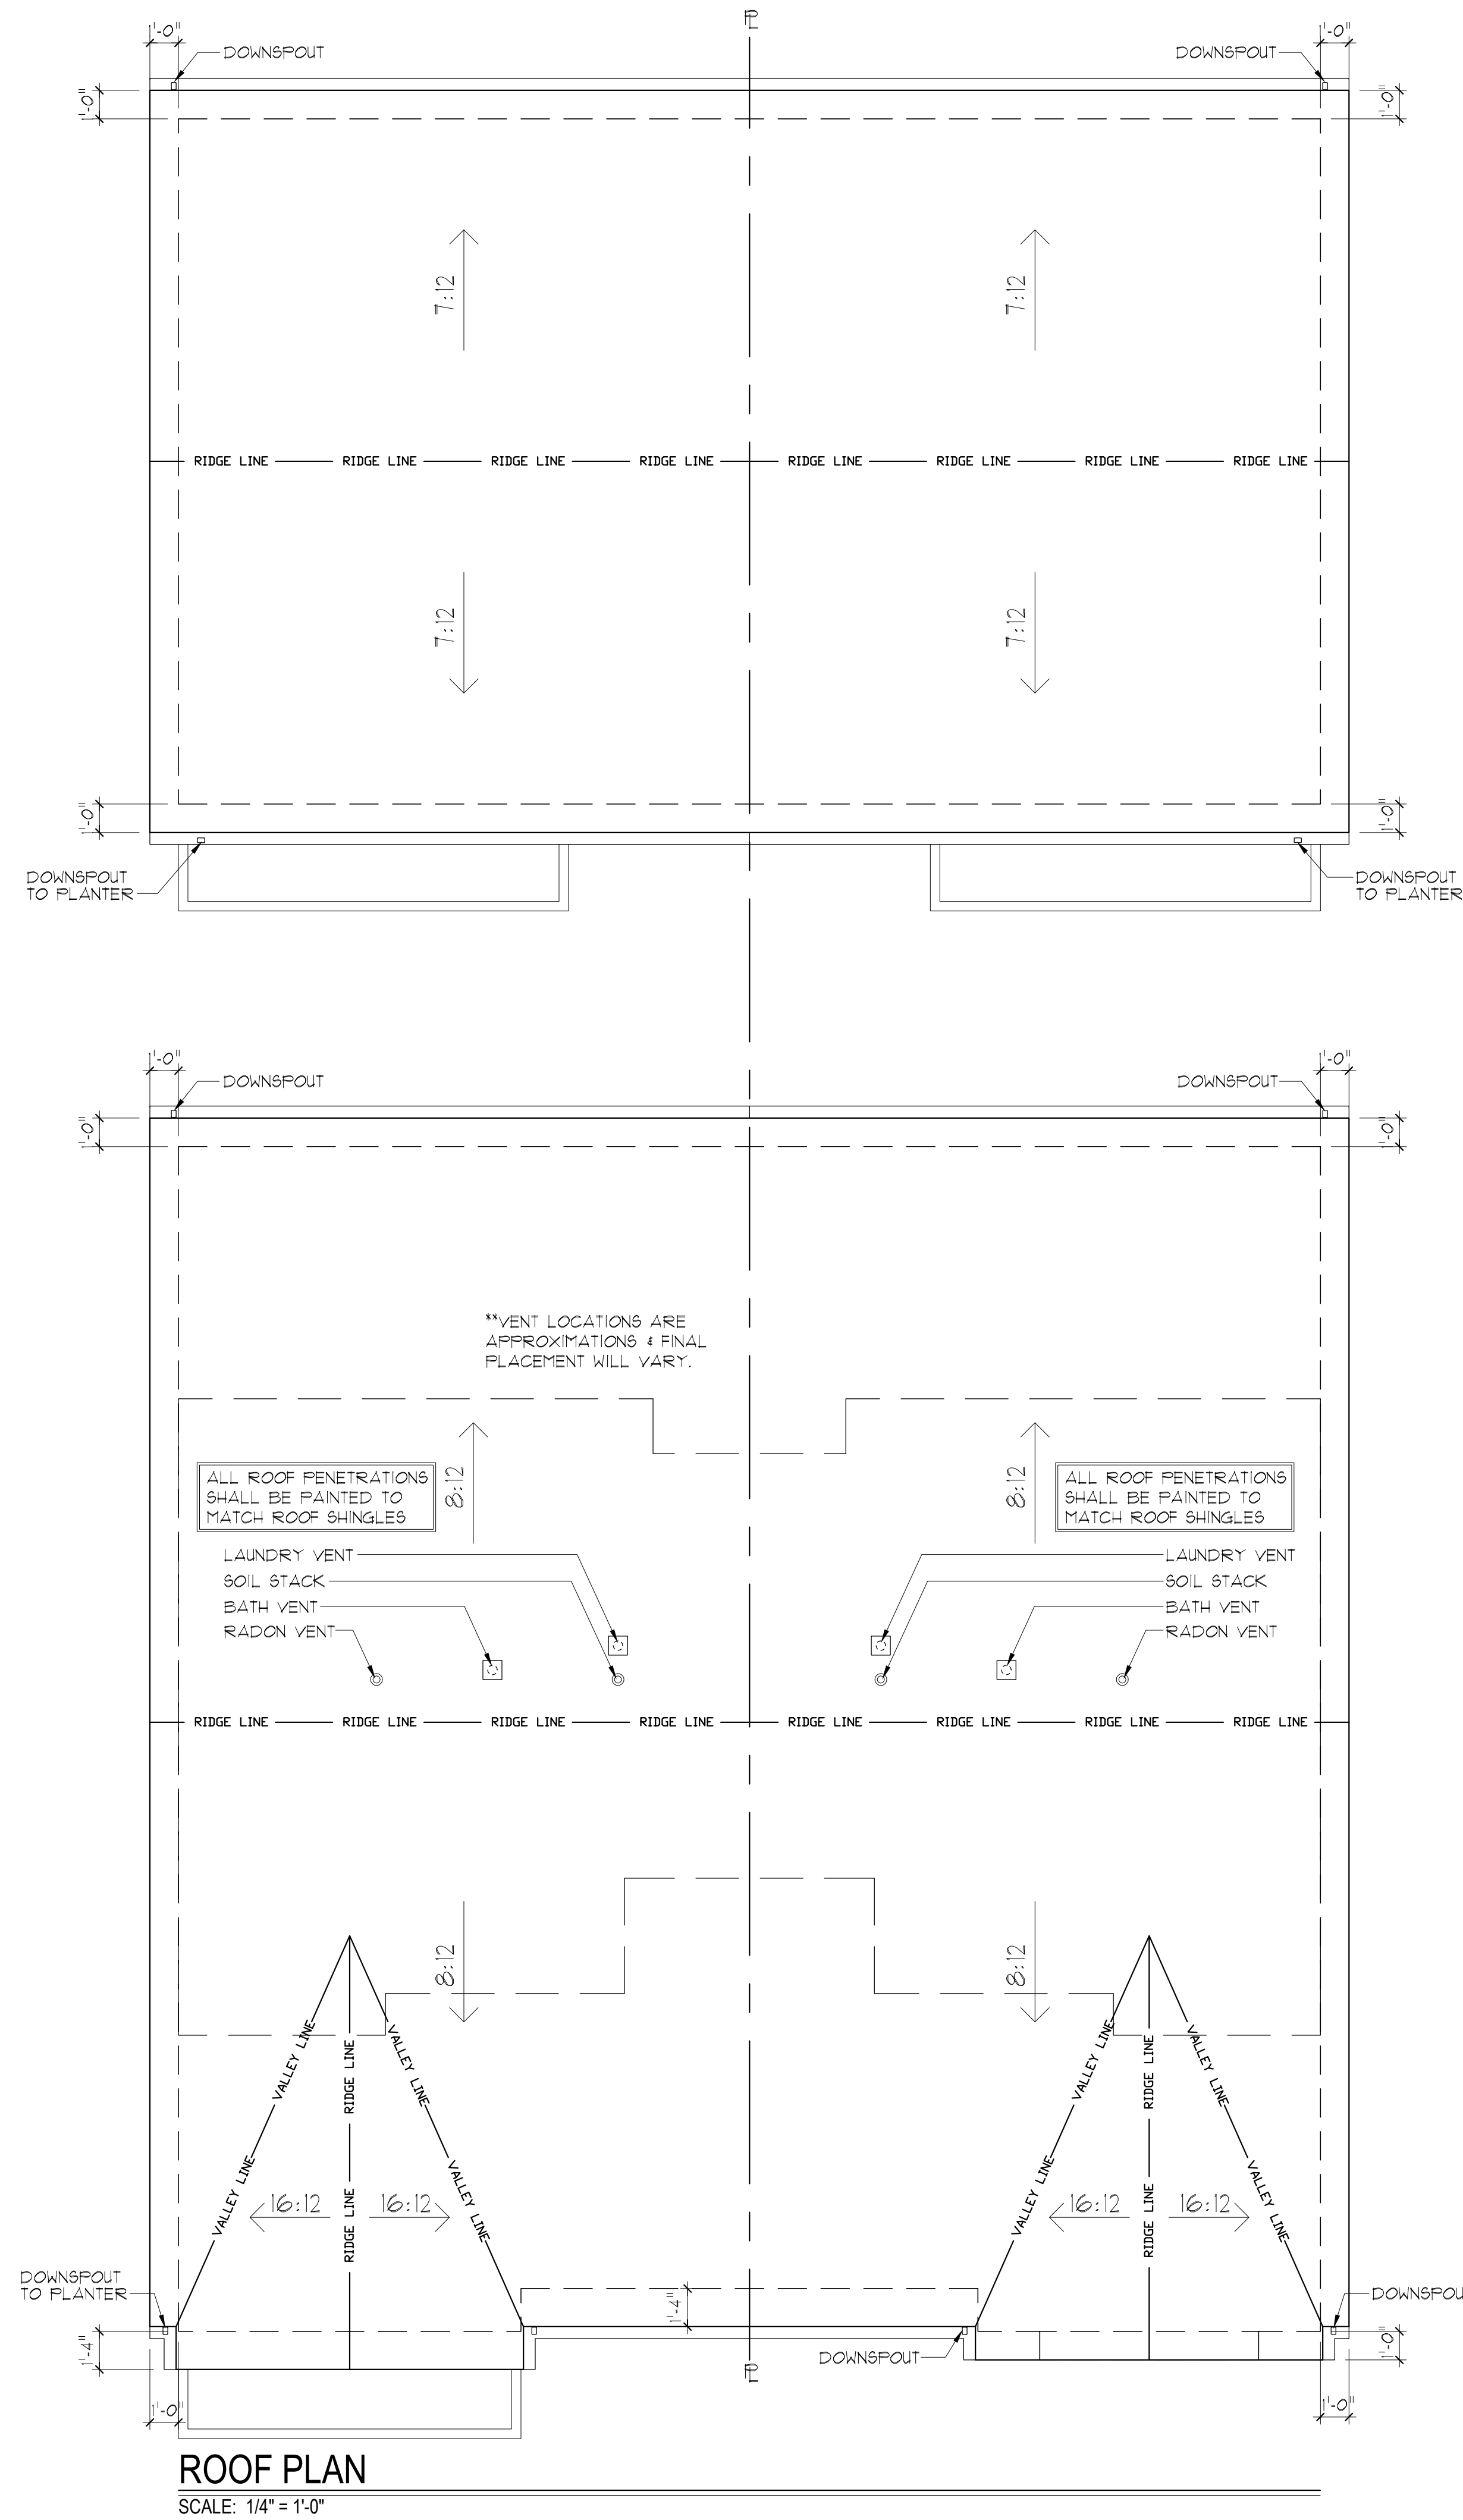 PL
1'-0"
1'-0"
DOWNSPOUT
DOWNSPOUT
1'-0"
1'-0"
7:12
7:12
RIDGE LINE RIDGE LINE RIDGE LINE RIDGE LINE RIDGE LINE RIDGE LINE RIDGE LINE RIDGE LINE
7:12
7:12
1'-0"
1'-0"
DOWNSPOUT
TO PLANTER
DOWNSPOUT
TO PLANTER
1'-0"
1'-0"
DOWNSPOUT
DOWNSPOUT
1'-0"
1'-0"
**VENT LOCATIONS ARE
APPROXIMATIONS & FINAL
PLACEMENT WILL VARY.
ALL ROOF PENETRATIONS
SHALL BE PAINTED TO
MATCH ROOF SHINGLES
8:12
8:12
ALL ROOF PENETRATIONS
SHALL BE PAINTED TO
MATCH ROOF SHINGLES
LAUNDRY VENT
SOIL STACK
BATH VENT
RADON VENT
LAUNDRY VENT
SOIL STACK
BATH VENT
RADON VENT
RIDGE LINE RIDGE LINE RIDGE LINE RIDGE LINE RIDGE LINE RIDGE LINE RIDGE LINE RIDGE LINE
8:12
8:12
VALLEY LINE
RIDGE LINE
VALLEY LINE
VALLEY LINE
RIDGE LINE
VALLEY LINE
VALLEY LINE
RIDGE LINE
VALLEY LINE
VALLEY LINE
RIDGE LINE
VALLEY LINE
16:12
16:12
16:12
16:12
DOWNSPOUT
TO PLANTER
1'-4"
DOWNSPOU
1'-4"
DOWNSPOUT
1'-0"
PL
1'-0"
1'-0"
ROOF PLAN
SCALE: 1/4" = 1'-0"